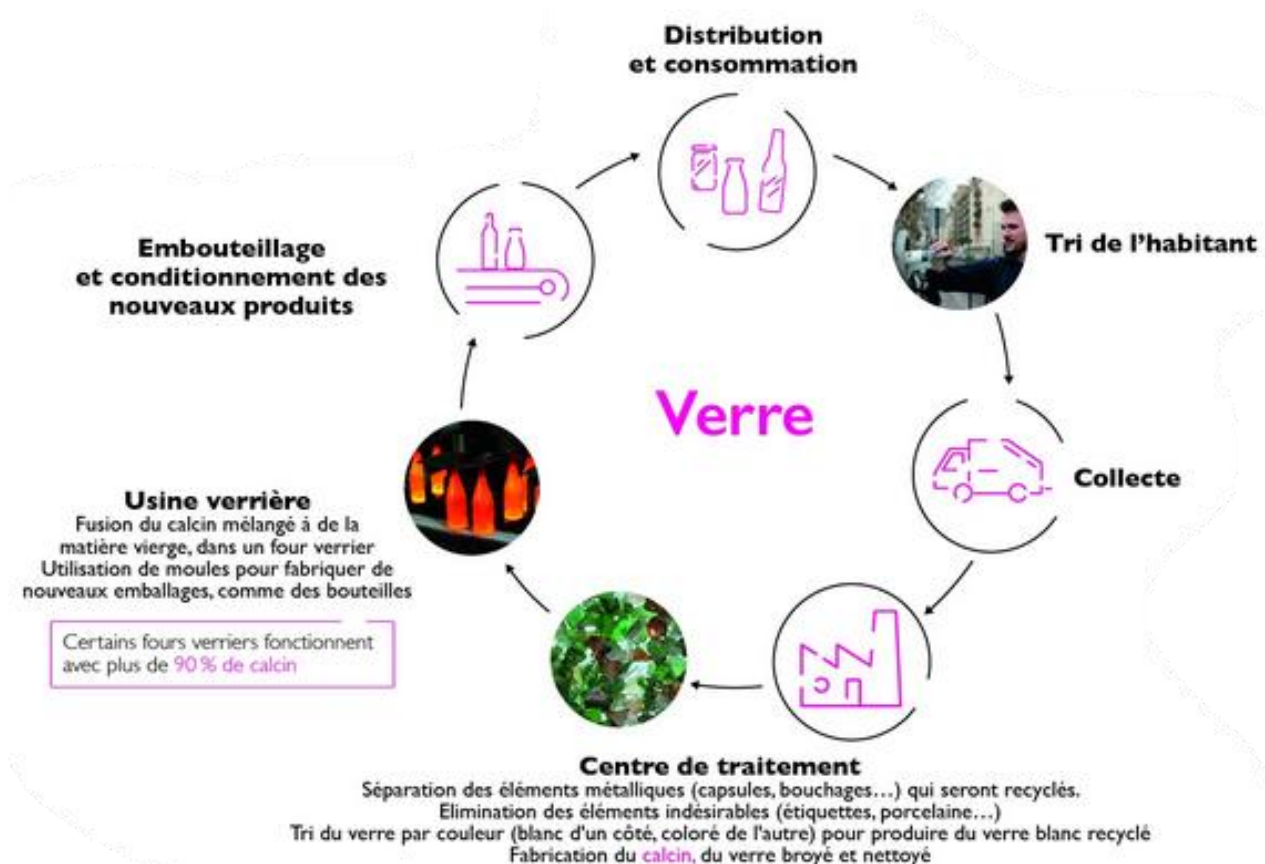 Distribution
et consommation
Tri de l'habitant
Collecte
Centre de traitement
Séparation des éléments métalliques (capsules, bouchages...) qui seront recyclés.
Elimination des éléments indésirables (étiquettes, porcelaine...)
Tri du verre par couleur (blanc d'un côté, coloré de l'autre) pour produire du verre blanc recyclé
Fabrication du calcin, du verre broyé et nettoyé
Usine verrière
Fusion du calcin mélangé à de la
matière vierge, dans un four verrier
Utilisation de moules pour fabriquer de
nouveaux emballages, comme des bouteilles
Certains fours verriers fonctionnent
avec plus de 90 % de calcin
Embouteillage
et conditionnement des
nouveaux produits
Verre